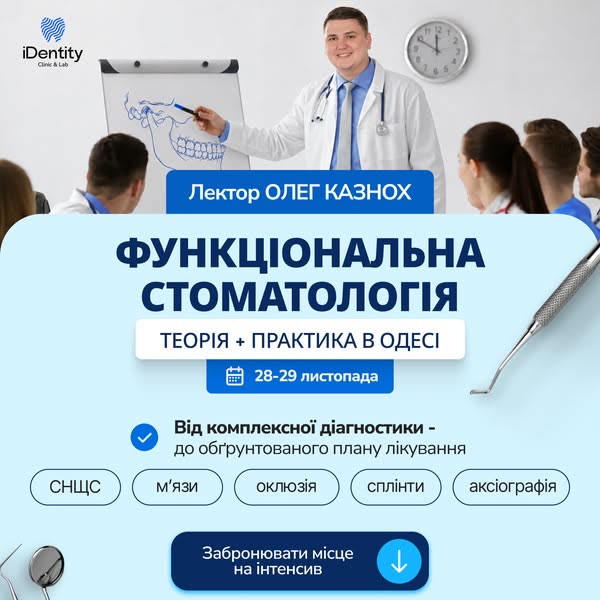 iDentity
Clinic & Lab
Лектор ОЛЕГ КАЗНОХ
ФУНКЦІОНАЛЬНА
СТОМАТОЛОГІЯ
ТЕОРІЯ + ПРАКТИКА В ОДЕСІ
28-29 листопада
Від комплексної діагностики -
до обґрунтованого плану лікування
СНЩС
м'язи
оклюзія
сплінти
аксіографія
Забронювати місце
на інтенсив